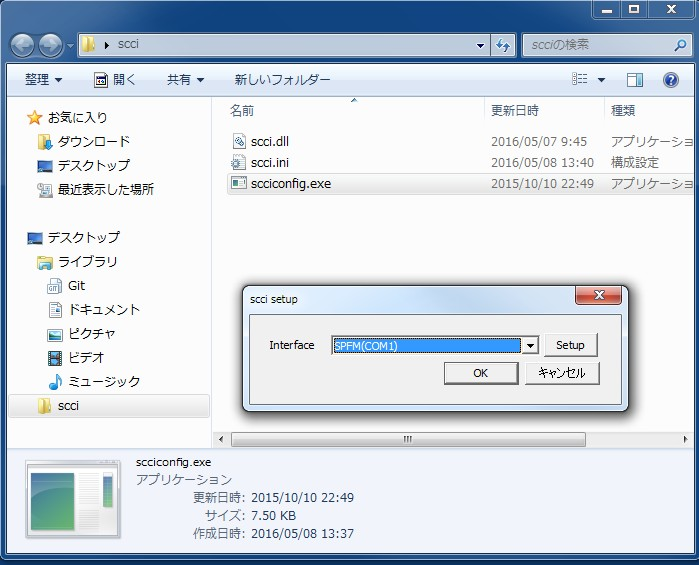 scci
scciの検索
整理 開く 共有 新しいフォルダー
お気に入り
ダウンロード
デスクトップ
最近表示した場所
デスクトップ
ライブラリ
Git
ドキュメント
ピクチャ
ビデオ
ミュージック
scci
名前 更新日時 種類
scci.dll 2016/05/07 9:45 アプリケーショ
scci.ini 2016/05/08 13:40 構成設定
scciconfig.exe 2015/10/10 22:49 アプリケーショ
scci setup
Interface SPFM(COM1) Setup
OK キャンセル
scciconfig.exe
アプリケーション
更新日時: 2015/10/10 22:49
サイズ: 7.50 KB
作成日時: 2016/05/08 13:37